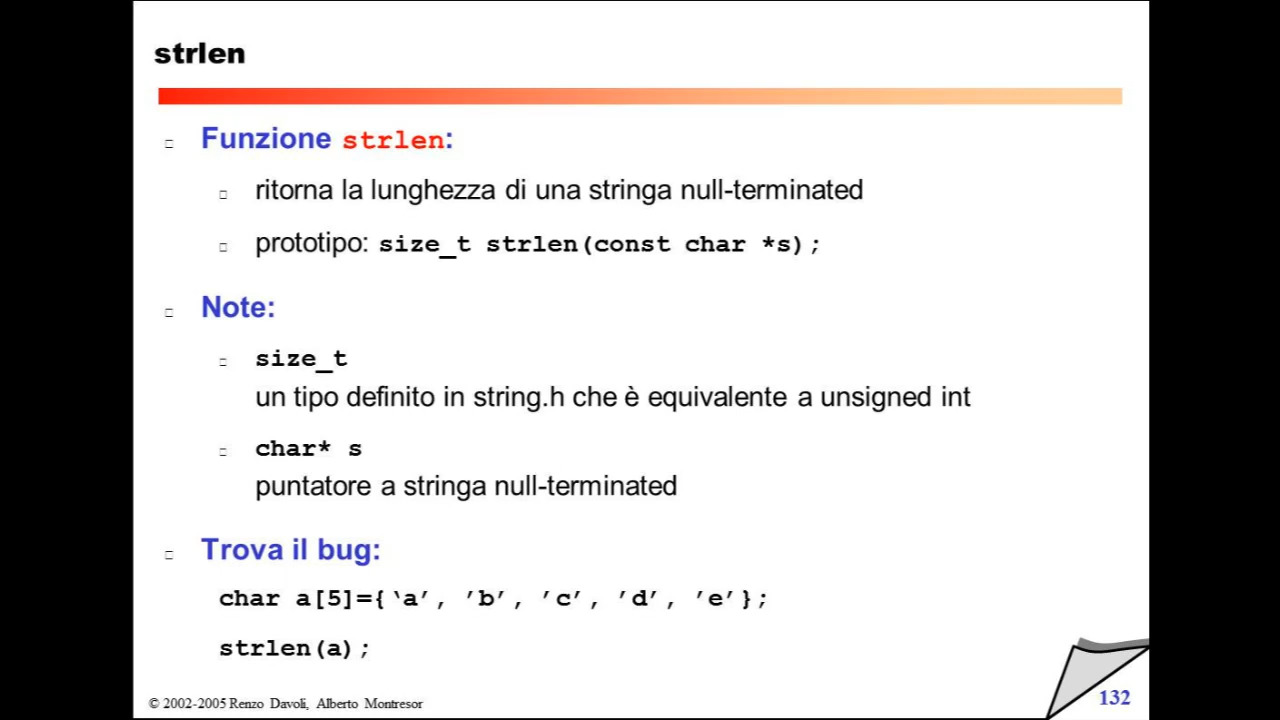 strlen
Funzione strlen:
ritorna la lunghezza di una stringa null-terminated
prototipo: size_t strlen(const char *s);
Note:
size_t
un tipo definito in string.h che è equivalente a unsigned int
char* s
puntatore a stringa null-terminated
Trova il bug:
char a[5]={‘a’, ’b’, ’c’, ’d’, ’e’};
strlen(a);
© 2002-2005 Renzo Davoli, Alberto Montresor
132